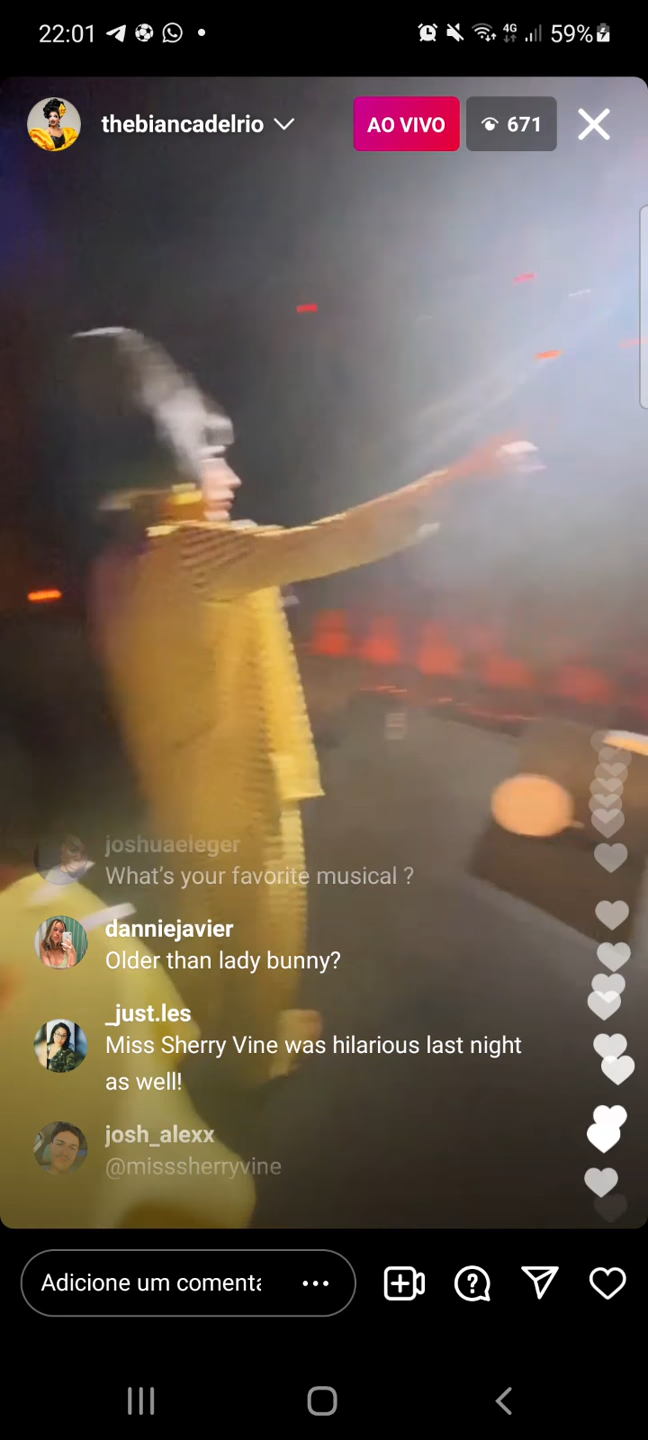 22:01
4G
59%
thebiancadelrio
AO VIVO
671
joshuaeleger
What's your favorite musical ?
danniejavier
Older than lady bunny?
_just.les
Miss Sherry Vine was hilarious last night
as well!
josh_alexx
@misssherryvine
Adicione um comentá